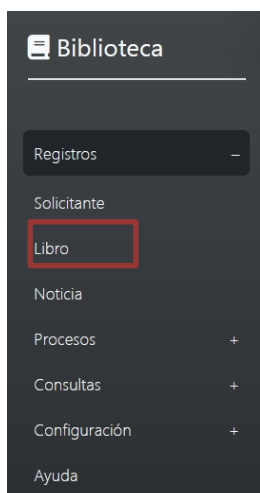 Biblioteca
Registros –
Solicitante
Libro
Noticia
Procesos +
Consultas +
Configuración +
Ayuda